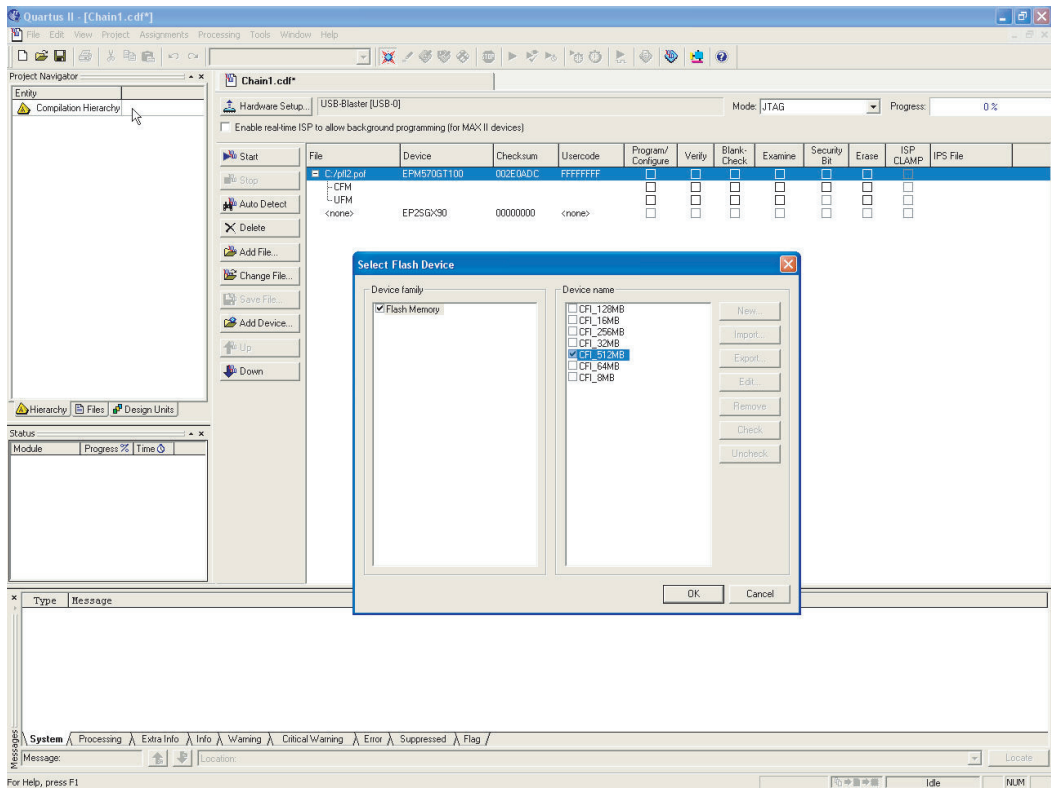 Quartus II - [Chain1.cdf*]
File Edit View Project Assignments Processing Tools Window Help
Project Navigator
Entity
Compilation Hierarchy
Hierarchy Files Design Units
Status
Module Progress % Time
Chain1.cdf*
Hardware Setup... USB-Blaster [USB-0] Mode: JTAG Progress: 0 %
Enable real-time ISP to allow background programming (for MAX II devices)
Start
Stop
Auto Detect
Delete
Add File...
Change File...
Save File...
Add Device...
Up
Down
File Device Checksum Usercode Program/ Configure Verify Blank- Check Examine Security Bit Erase ISP CLAMP IPS File
C:/pfl2.pof EPM570GT100 002E0ADC FFFFFFFF
CFM
UFM
<none> EP2SGX90 00000000 <none>
Select Flash Device
Device family
Flash Memory
Device name
CFI_128MB
CFI_16MB
CFI_256MB
CFI_32MB
CFI_512MB
CFI_64MB
CFI_8MB
New...
Import...
Export...
Edit...
Remove
Check
Uncheck
OK Cancel
Type Message
System Processing Extra Info Info Warning Critical Warning Error Suppressed Flag
Messages
Message: Location: Locate
For Help, press F1 Idle NUM